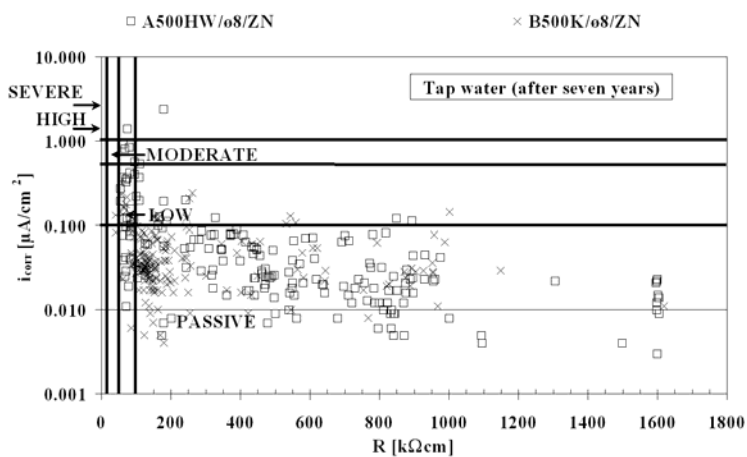 A500HW/ø8/ZN B500K/ø8/ZN
10.000
Tap water (after seven years)
SEVERE
HIGH
1.000
MODERATE
LOW
0.100
i_corr [µA/cm²]
0.010
PASSIVE
0.001
0 200 400 600 800 1000 1200 1400 1600 1800
R [kΩcm]